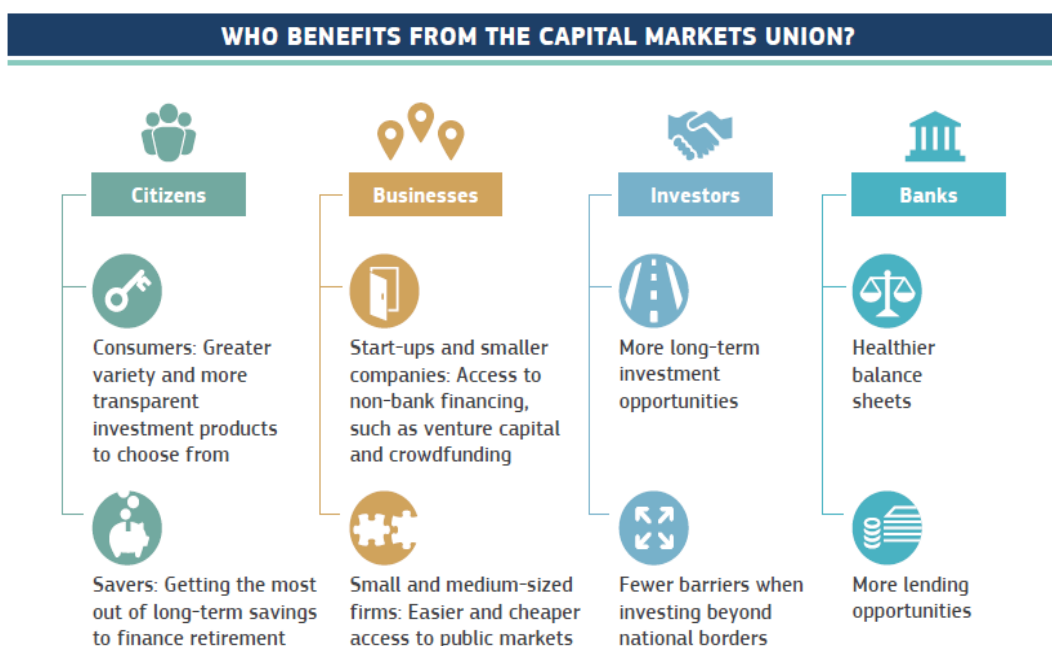 WHO BENEFITS FROM THE CAPITAL MARKETS UNION?
Citizens
Consumers: Greater
variety and more
transparent
investment products
to choose from
Savers: Getting the most
out of long-term savings
to finance retirement
Businesses
Start-ups and smaller
companies: Access to
non-bank financing,
such as venture capital
and crowdfunding
Small and medium-sized
firms: Easier and cheaper
access to public markets
Investors
More long-term
investment
opportunities
Fewer barriers when
investing beyond
national borders
Banks
Healthier
balance
sheets
More lending
opportunities